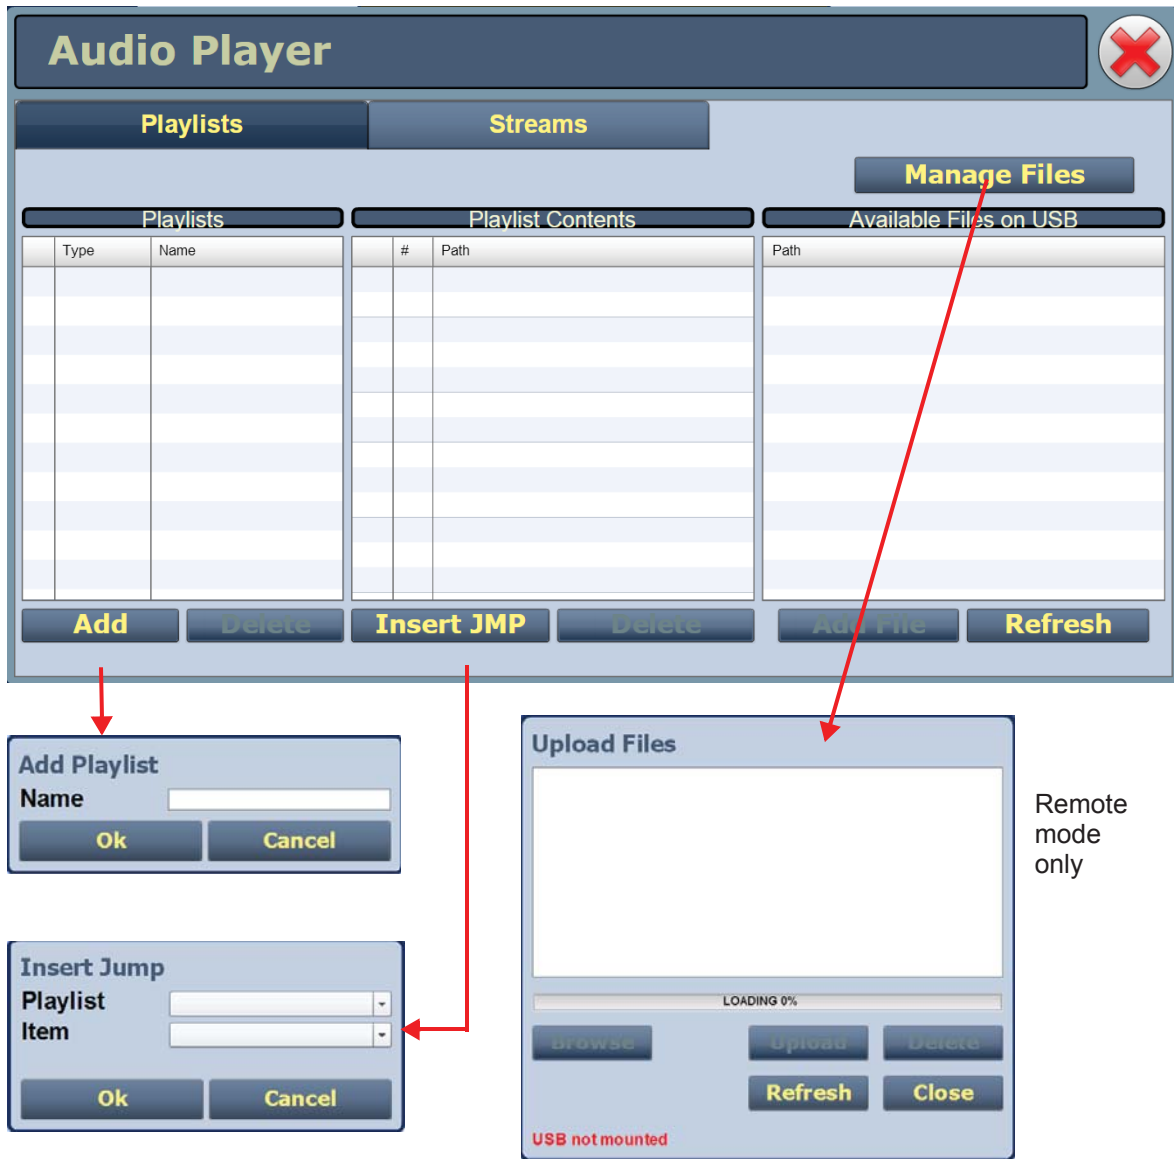 Audio Player
Playlists Streams
Manage Files
Playlists Playlist Contents Available Files on USB
Type Name # Path Path
Add Delete Insert JMP Delete Add File Refresh
Add Playlist
Name
Ok Cancel
Insert Jump
Playlist
Item
Ok Cancel
Upload Files
LOADING 0%
Browse Upload Delete
Refresh Close
USB not mounted
Remote
mode
only